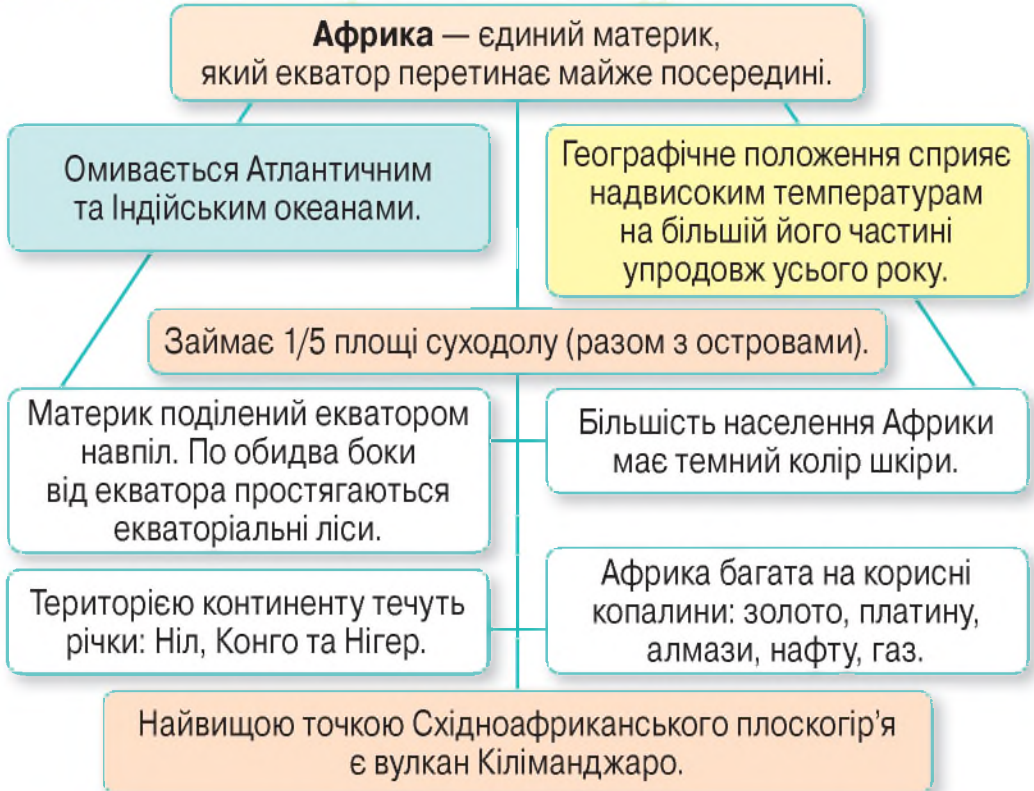 Африка — єдиний материк,
який екватор перетинає майже посередині.
Омивається Атлантичним
та Індійським океанами.
Географічне положення сприяє
надвисоким температурам
на більшій його частині
упродовж усього року.
Займає 1/5 площі суходолу (разом з островами).
Материк поділений екватором
навпіл. По обидва боки
від екватора простягаються
екваторіальні ліси.
Більшість населення Африки
має темний колір шкіри.
Територією континенту течуть
річки: Ніл, Конго та Нігер.
Африка багата на корисні
копалини: золото, платину,
алмази, нафту, газ.
Найвищою точкою Східноафриканського плоскогір’я
є вулкан Кіліманджаро.